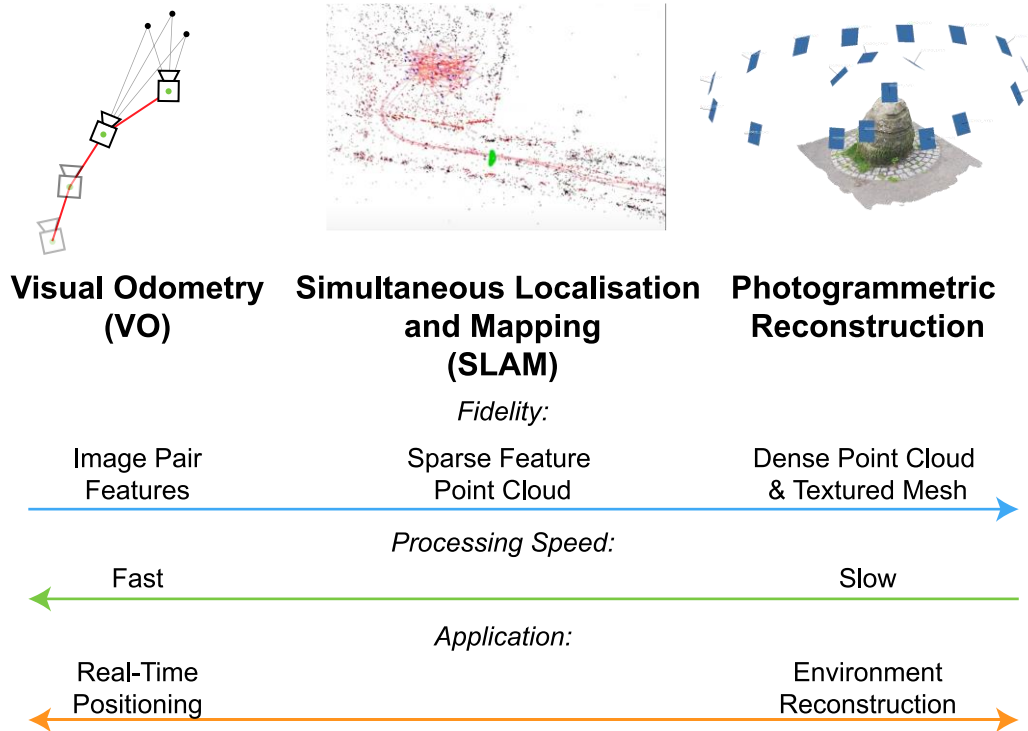 Visual Odometry
(VO)
Simultaneous Localisation
and Mapping
(SLAM)
Photogrammetric
Reconstruction
Fidelity:
Image Pair
Features
Sparse Feature
Point Cloud
Dense Point Cloud
& Textured Mesh
Processing Speed:
Fast
Slow
Application:
Real-Time
Positioning
Environment
Reconstruction